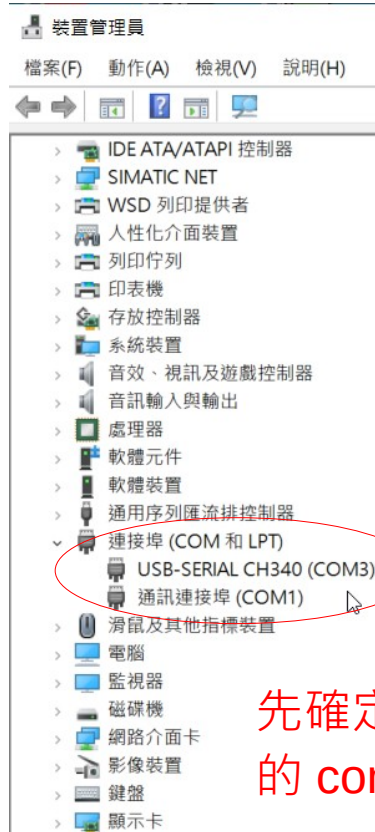 裝置管理員
檔案(F) 動作(A) 檢視(V) 說明(H)
IDE ATA/ATAPI 控制器
SIMATIC NET
WSD 列印提供者
人性化介面裝置
列印佇列
印表機
存放控制器
系統裝置
音效、視訊及遊戲控制器
音訊輸入與輸出
處理器
軟體元件
軟體裝置
通用序列匯流排控制器
連接埠 (COM 和 LPT)
USB-SERIAL CH340 (COM3)
通訊連接埠 (COM1)
滑鼠及其他指標裝置
電腦
監視器
磁碟機
網路介面卡
影像裝置
鍵盤
顯示卡
先確定
的 com